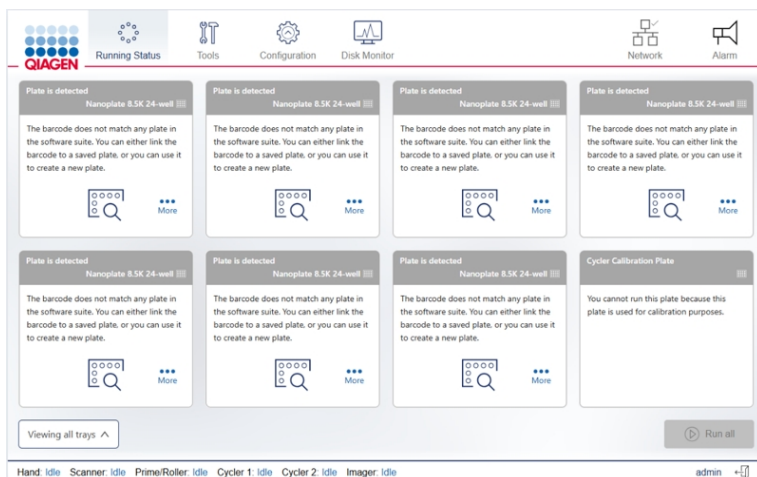 QIAGEN
Running Status
Tools
Configuration
Disk Monitor
Network
Alarm
Plate is detected
Nanoplate 8.5K 24-well
The barcode does not match any plate in
the software suite. You can either link the
barcode to a saved plate, or you can use it
to create a new plate.
More
Plate is detected
Nanoplate 8.5K 24-well
The barcode does not match any plate in
the software suite. You can either link the
barcode to a saved plate, or you can use it
to create a new plate.
More
Plate is detected
Nanoplate 8.5K 24-well
The barcode does not match any plate in
the software suite. You can either link the
barcode to a saved plate, or you can use it
to create a new plate.
More
Plate is detected
Nanoplate 8.5K 24-well
The barcode does not match any plate in
the software suite. You can either link the
barcode to a saved plate, or you can use it
to create a new plate.
More
Plate is detected
Nanoplate 8.5K 24-well
The barcode does not match any plate in
the software suite. You can either link the
barcode to a saved plate, or you can use it
to create a new plate.
More
Plate is detected
Nanoplate 8.5K 24-well
The barcode does not match any plate in
the software suite. You can either link the
barcode to a saved plate, or you can use it
to create a new plate.
More
Plate is detected
Nanoplate 8.5K 24-well
The barcode does not match any plate in
the software suite. You can either link the
barcode to a saved plate, or you can use it
to create a new plate.
More
Cycler Calibration Plate
You cannot run this plate because this
plate is used for calibration purposes.
Viewing all trays
Run all
Hand: Idle Scanner: Idle Prime/Roller: Idle Cycler 1: Idle Cycler 2: Idle Imager: Idle
admin